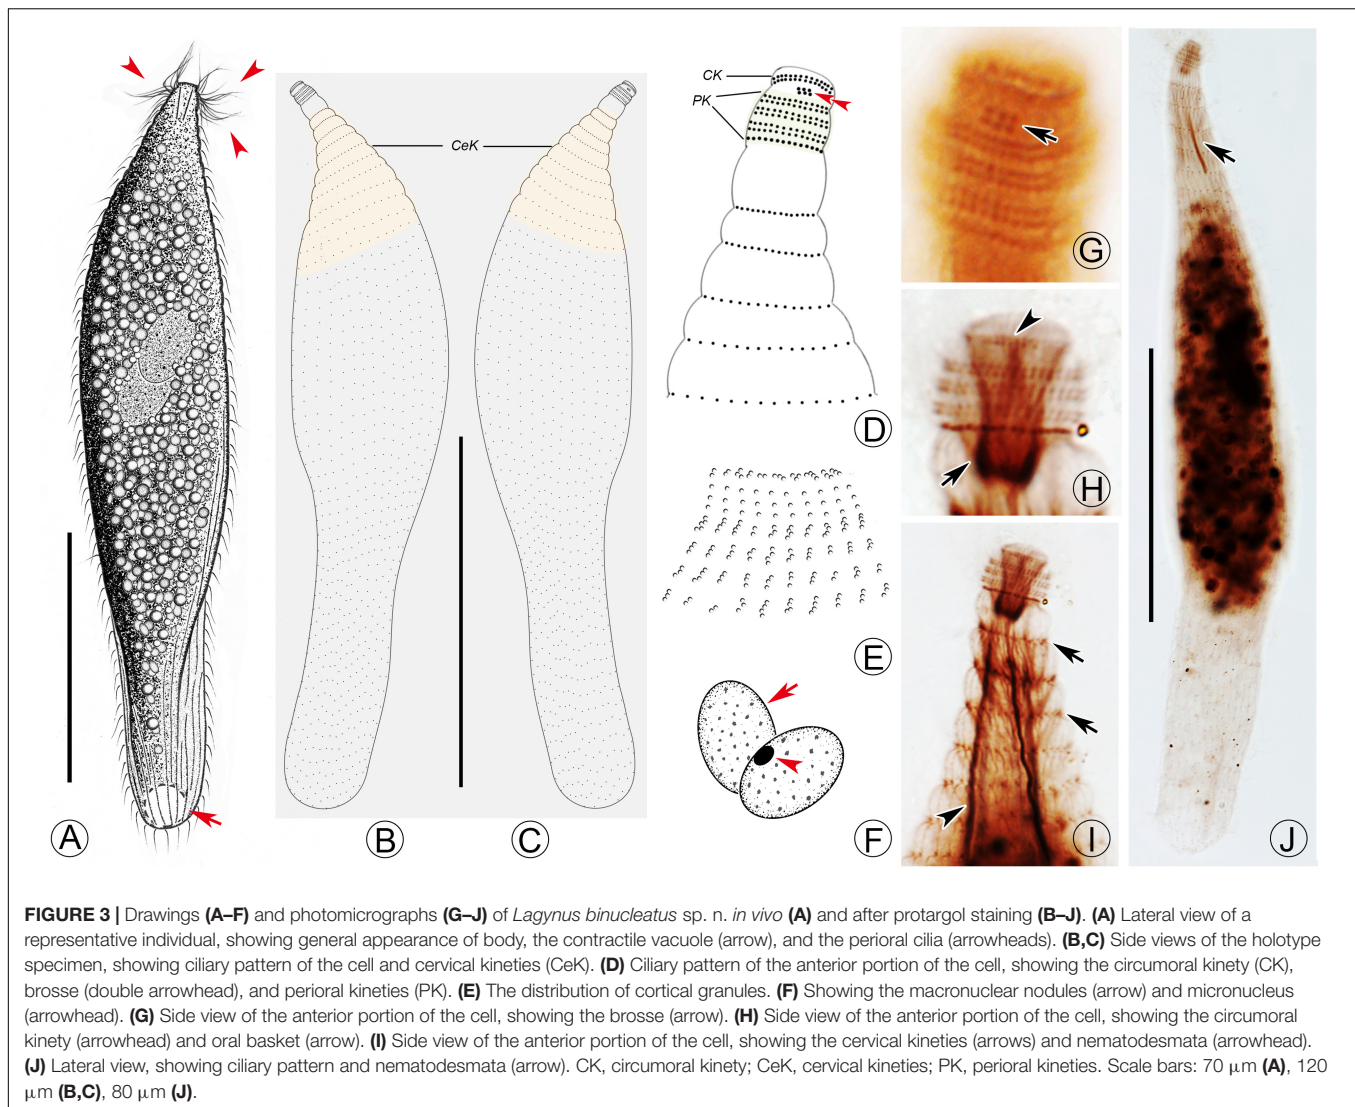 CK
PK
CeK
A
B
C
D
E
F
G
H
I
J
FIGURE 3 | Drawings (A–F) and photomicrographs (G–J) of Lagynus binucleatus sp. n. in vivo (A) and after protargol staining (B–J). (A) Lateral view of a
representative individual, showing general appearance of body, the contractile vacuole (arrow), and the perioral cilia (arrowheads). (B,C) Side views of the holotype
specimen, showing ciliary pattern of the cell and cervical kineties (CeK). (D) Ciliary pattern of the anterior portion of the cell, showing the circumoral kinety (CK),
brosse (double arrowhead), and perioral kineties (PK). (E) The distribution of cortical granules. (F) Showing the macronuclear nodules (arrow) and micronucleus
(arrowhead). (G) Side view of the anterior portion of the cell, showing the brosse (arrow). (H) Side view of the anterior portion of the cell, showing the circumoral
kinety (arrowhead) and oral basket (arrow). (I) Side view of the anterior portion of the cell, showing the cervical kineties (arrows) and nematodesmata (arrowhead).
(J) Lateral view, showing ciliary pattern and nematodesmata (arrow). CK, circumoral kinety; CeK, cervical kineties; PK, perioral kineties. Scale bars: 70 μm (A), 120
μm (B,C), 80 μm (J).